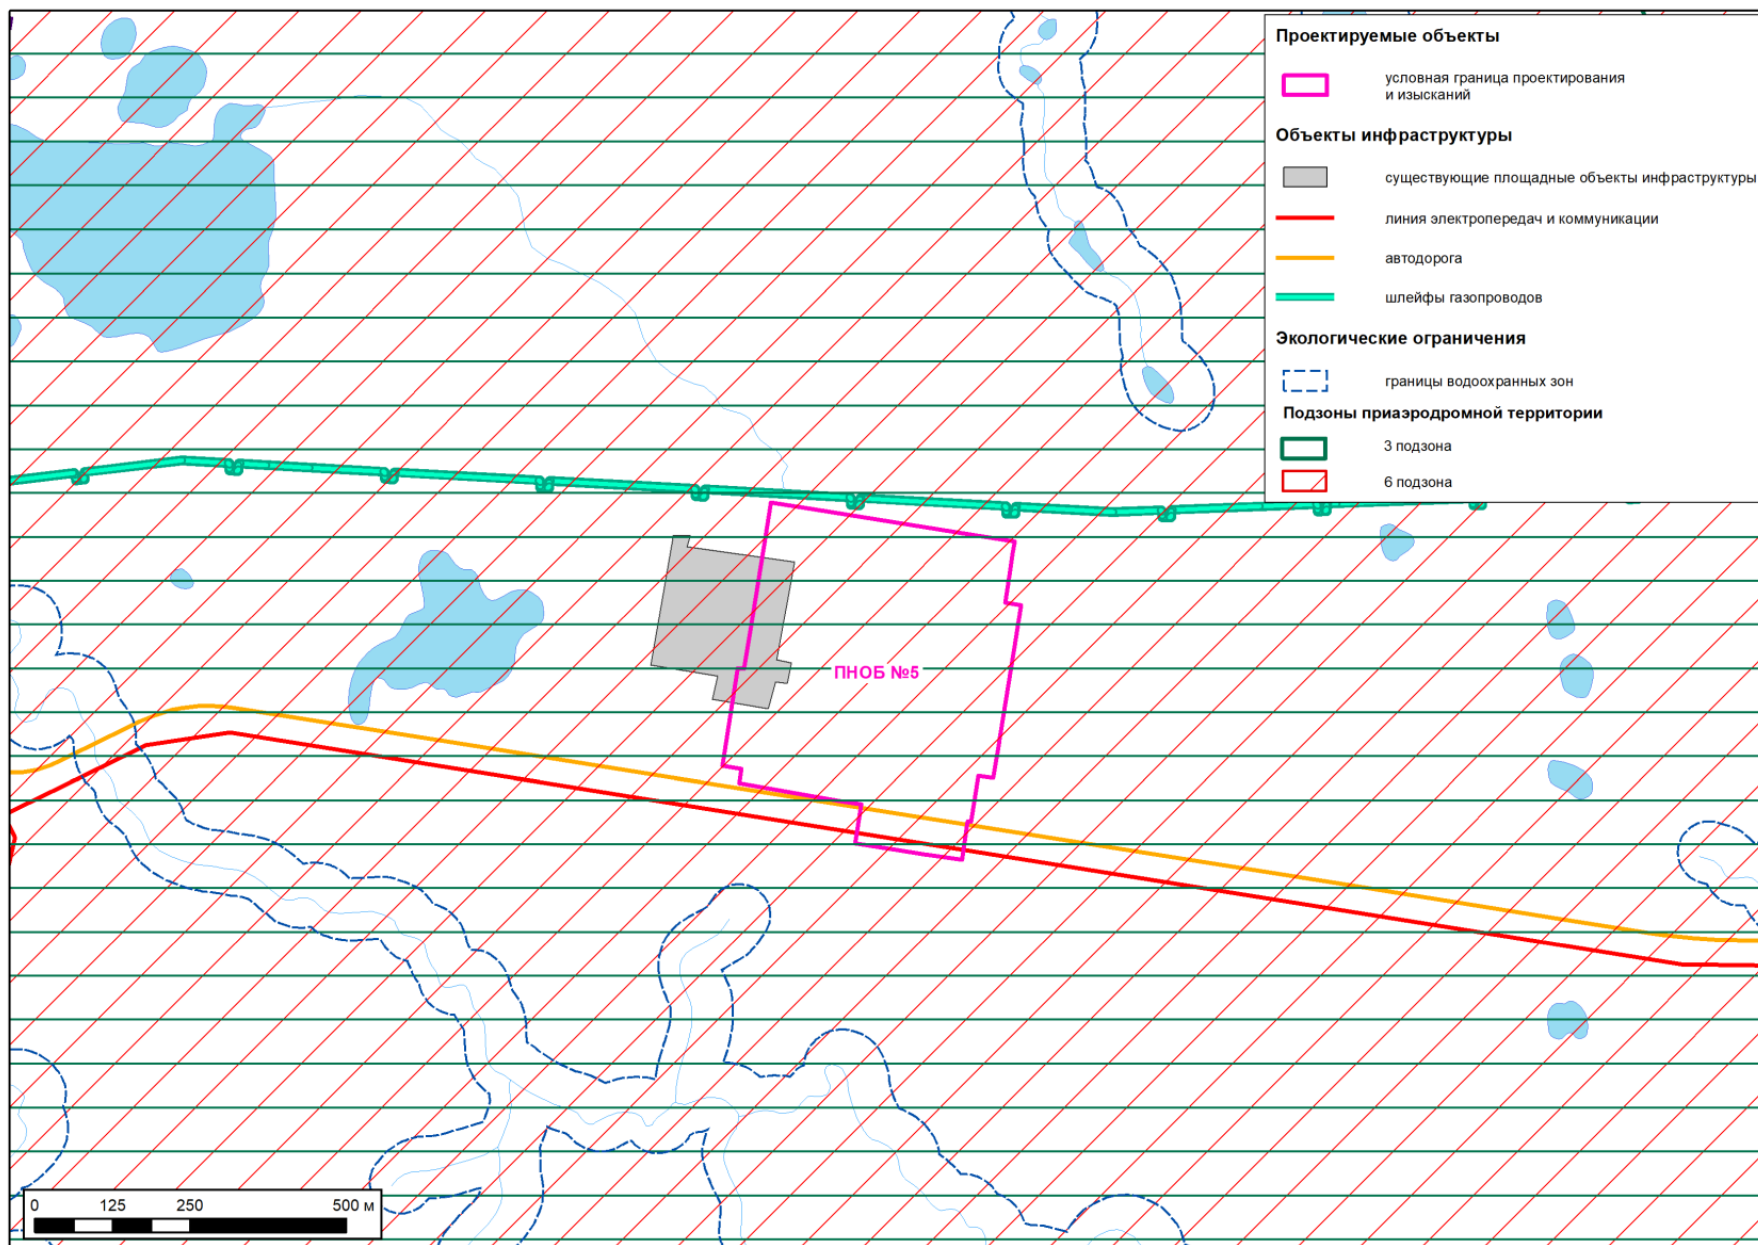 Проектируемые объекты
условная граница проектирования
и изысканий
Объекты инфраструктуры
существующие площадные объекты инфраструктуры
линия электропередач и коммуникации
автодорога
шлейфы газопроводов
Экологические ограничения
границы водоохранных зон
Подзоны приаэродромной территории
3 подзона
6 подзона
ПНОБ №5
0 125 250 500 м